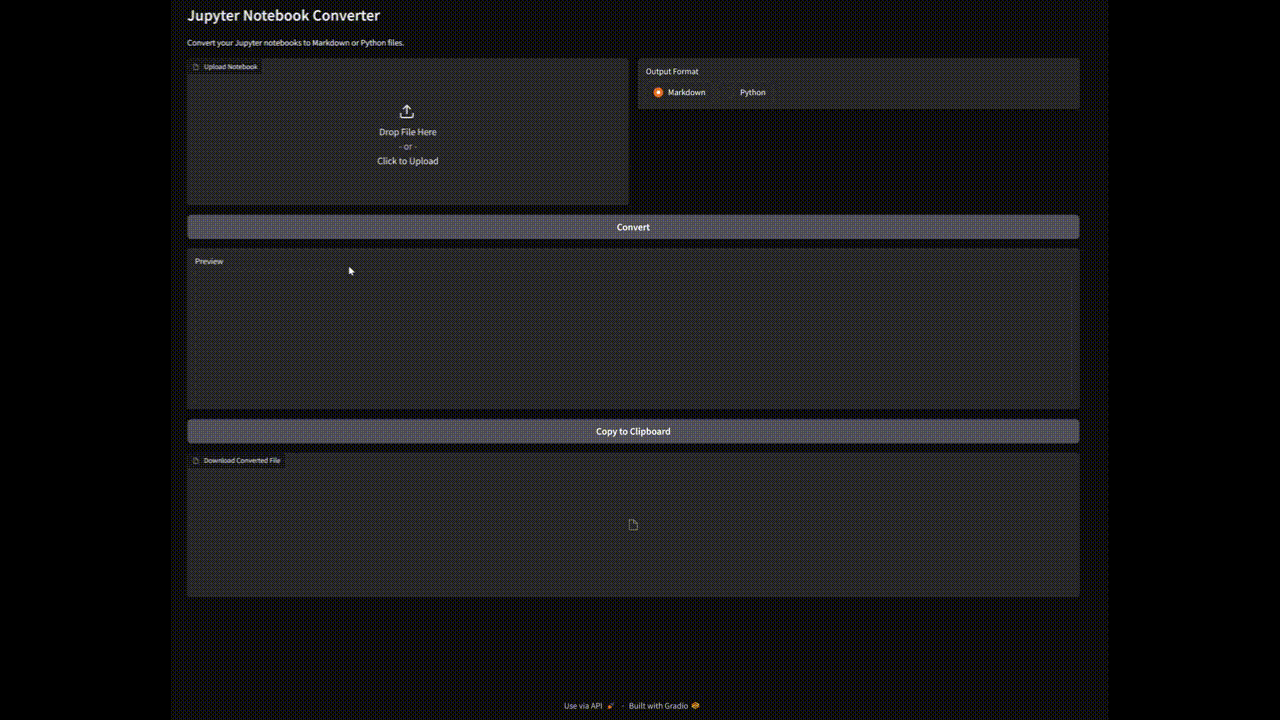 Jupyter Notebook Converter
Convert your Jupyter notebooks to Markdown or Python files.
Upload Notebook
Drop File Here
- or -
Click to Upload
Output Format
Markdown
Python
Convert
Preview
Copy to Clipboard
Download Converted File
Use via API · Built with Gradio